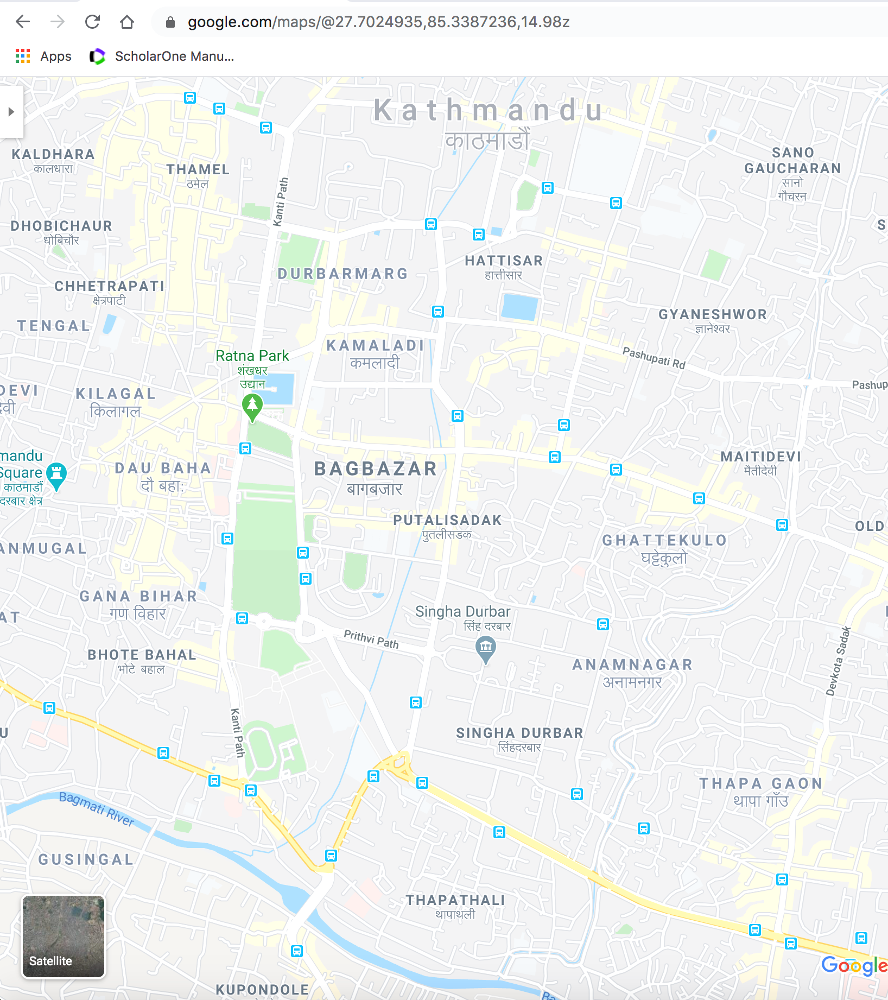 google.com/maps/@27.7024935,85.3387236,14.98z
Apps
ScholarOne Manu...
Kathmandu
काठमाडौं
KALDHARA
कालधारा
THAMEL
ठमेल
SANO
GAUCHARAN
सानो
गौचरन
Kanti Path
DHOBICHAUR
धोबिचौर
S
HATTISAR
हात्तीसार
DURBARMARG
CHHETRAPATI
क्षेत्रपाटी
TENGAL
GYANESHWOR
ज्ञानेश्वर
KAMALADI
कमलादी
Ratna Park
शंखधर
उद्यान
Pashupati Rd
Pashup
DEVI
देवी
KILAGAL
किलागल
mandu
Square
काठमाडौं
दरबार क्षेत्र
MAITIDEVI
मैतीदेवी
DAU BAHA
दौ बहा:
BAGBAZAR
बागबजार
PUTALISADAK
पुतलीसडक
OLD
ANMUGAL
GHATTEKULO
घट्टेकुलो
GANA BIHAR
गण विहार
AT
Singha Durbar
सिंह दरबार
Prithvi Path
Devkota Sadak
BHOTE BAHAL
भोटे बहाल
ANAMNAGAR
अनामनगर
Kanti Path
U
SINGHA DURBAR
सिंहदरबार
THAPA GAON
थापा गाँउ
Bagmati River
GUSINGAL
THAPATHALI
थापाथली
Satellite
Google
KUPONDOLE
Ba